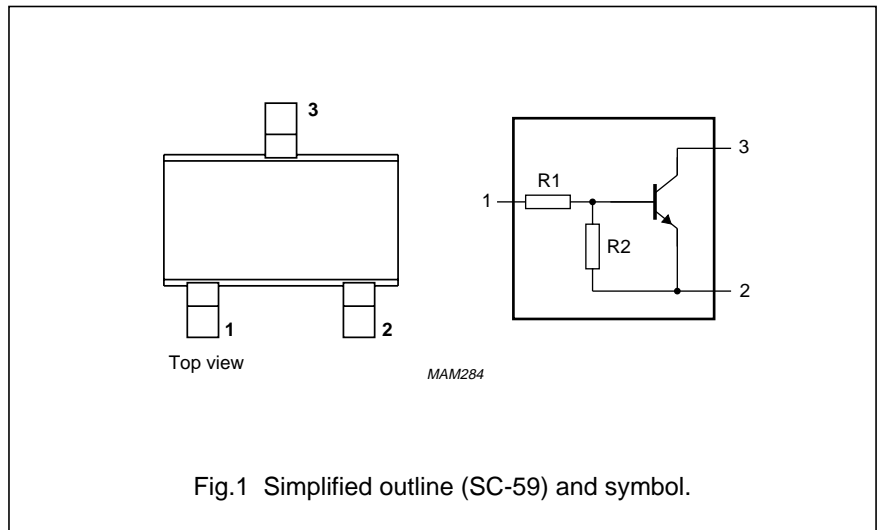 3
1
2
Top view
1
R1
R2
3
2
MAM284
Fig.1 Simplified outline (SC-59) and symbol.